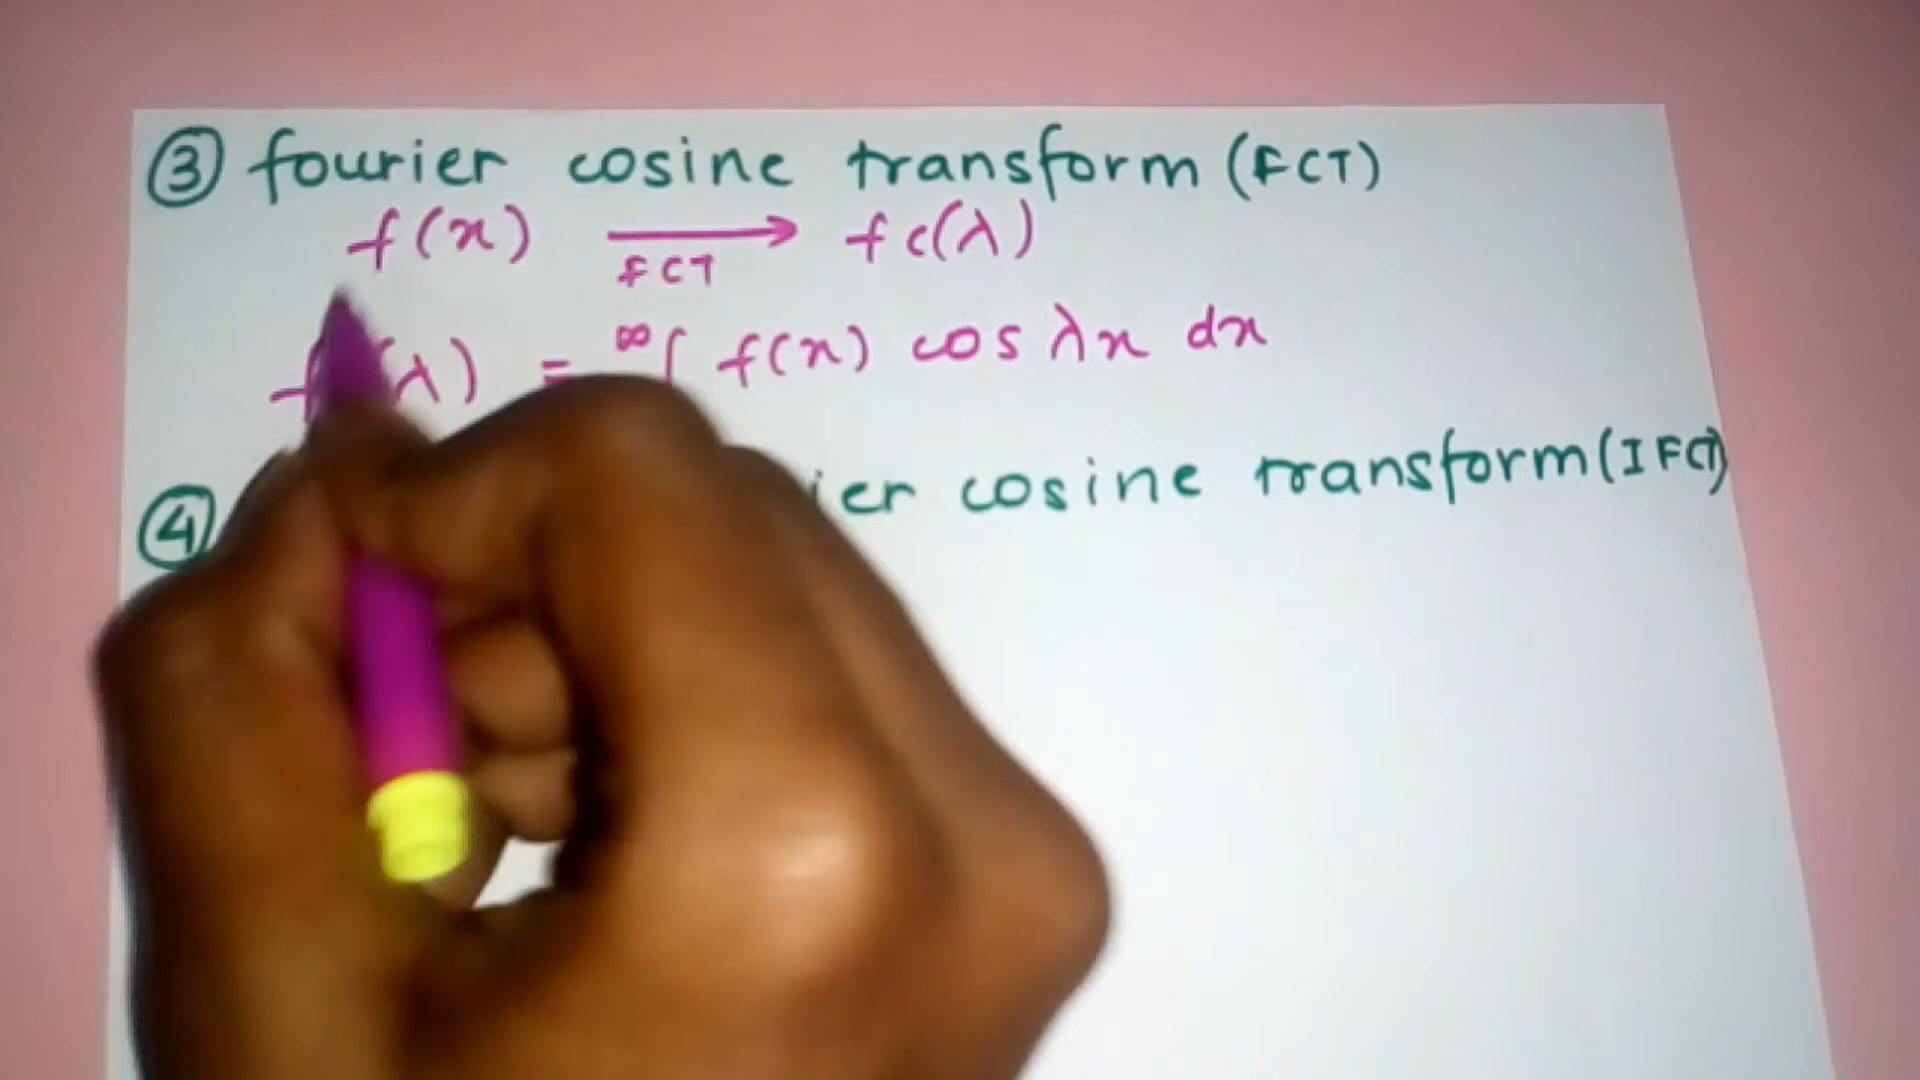 ③ fourier cosine transform (FCT)
f(x) → fc(λ)
FCT
f (λ) = ∞∫ f(x) cos λx dx
④ ier cosine transform (IFCT)